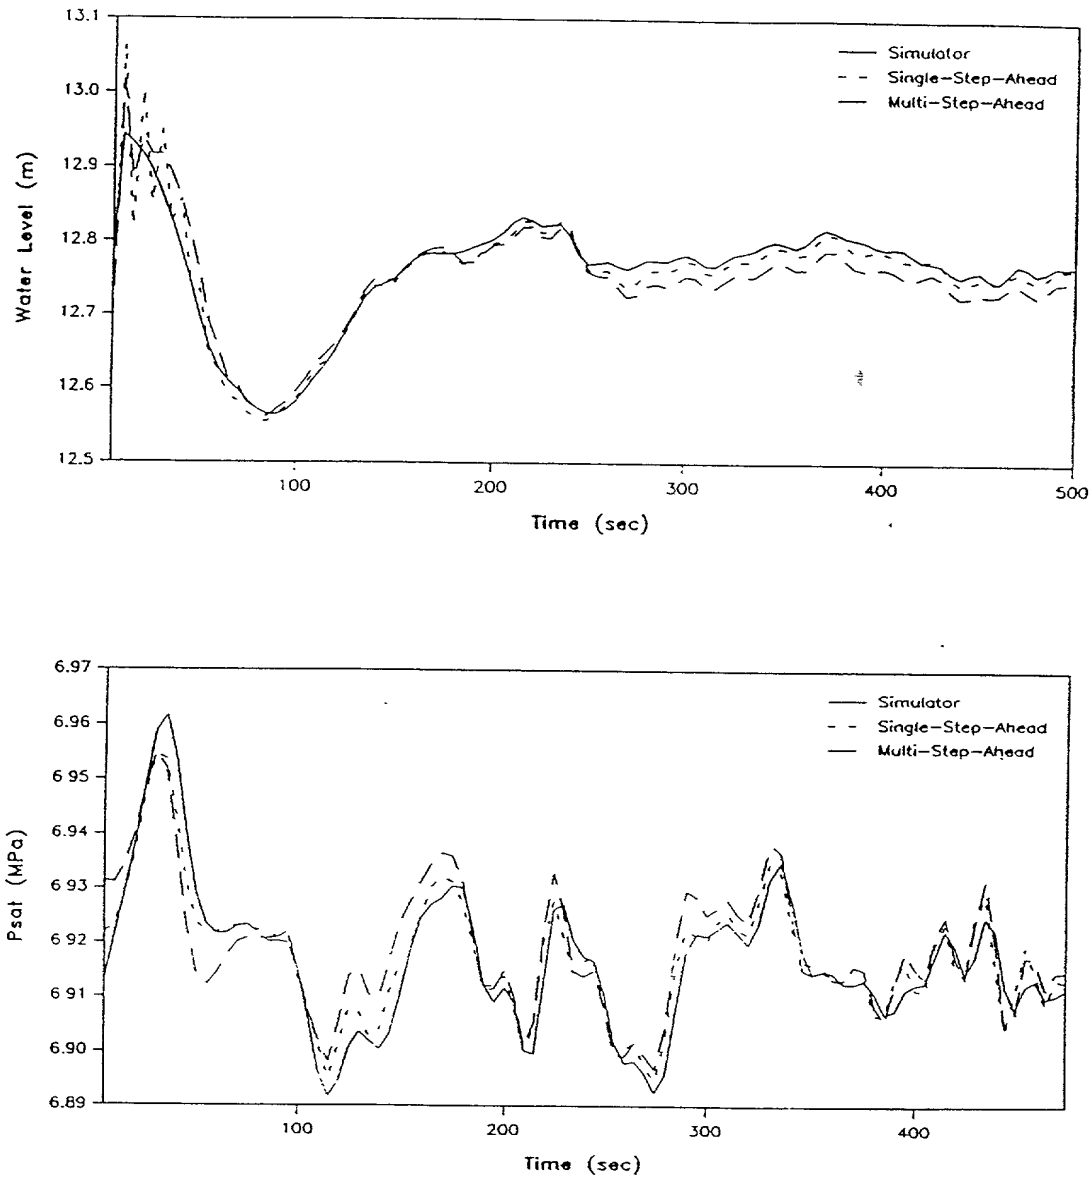 13.1
13.0
12.9
12.8
12.7
12.6
12.5
Water Level (m)
Simulator
Single-Step-Ahead
Multi-Step-Ahead
100
200
300
400
500
Time (sec)
6.97
6.96
6.95
6.94
6.93
6.92
6.91
6.90
6.89
Psat (MPa)
Simulator
Single-Step-Ahead
Multi-Step-Ahead
100
200
300
400
Time (sec)